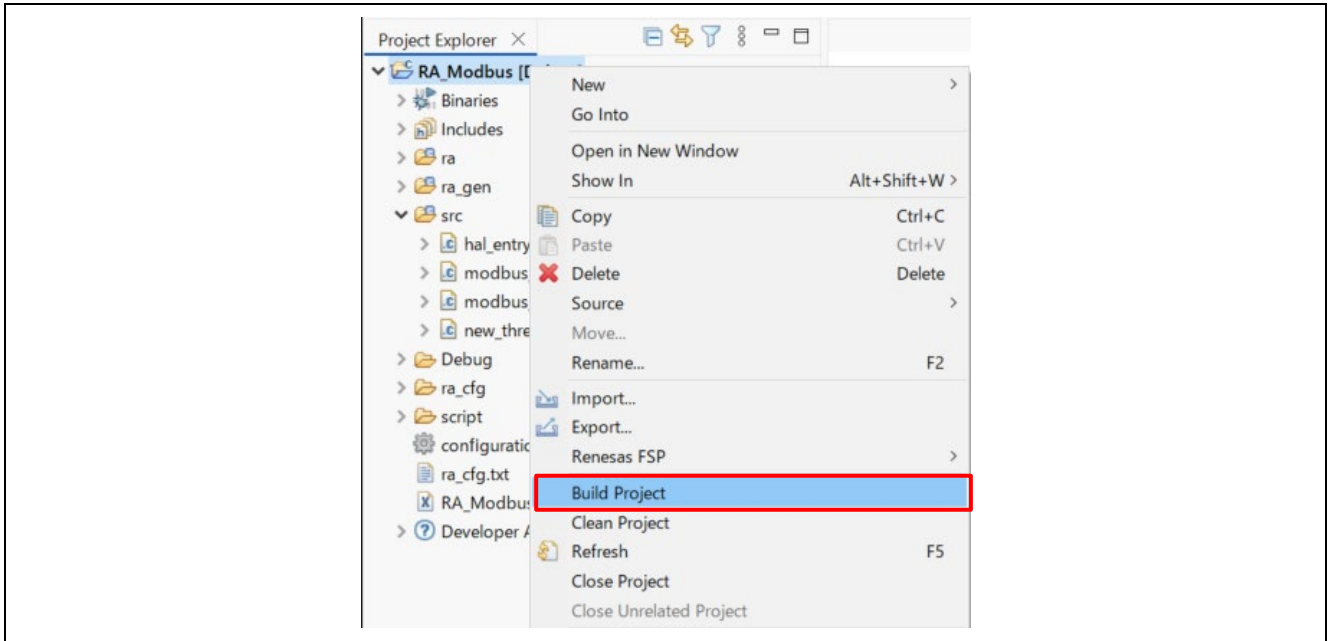 Project Explorer
RA_Modbus [D
Binaries
Includes
ra
ra_gen
src
hal_entry
modbus_
modbus_
new_thre
Debug
ra_cfg
script
configuratio
ra_cfg.txt
RA_Modbus
Developer A
New
Go Into
Open in New Window
Show In Alt+Shift+W
Copy Ctrl+C
Paste Ctrl+V
Delete Delete
Source
Move...
Rename... F2
Import...
Export...
Renesas FSP
Build Project
Clean Project
Refresh F5
Close Project
Close Unrelated Project